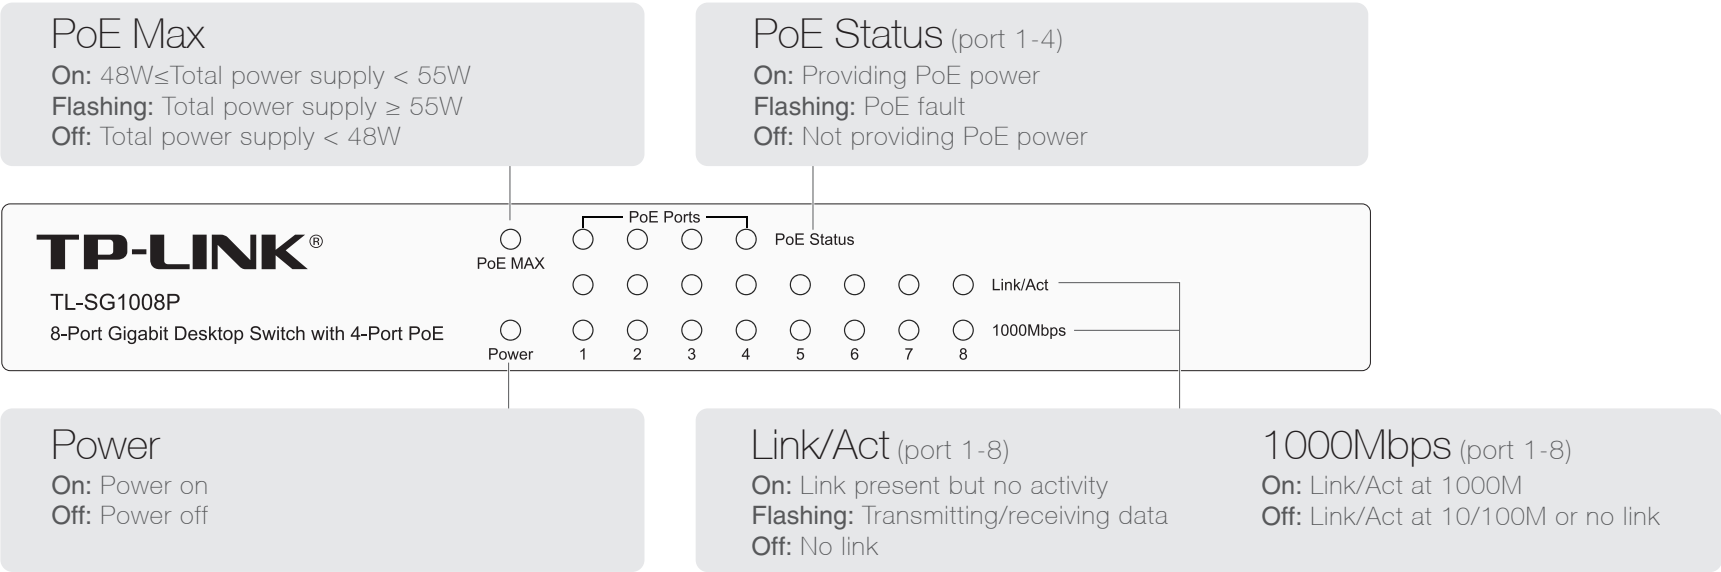 PoE Max
On: 48W≤Total power supply < 55W
Flashing: Total power supply ≥ 55W
Off: Total power supply < 48W
PoE Status (port 1-4)
On: Providing PoE power
Flashing: PoE fault
Off: Not providing PoE power
TP-LINK®
TL-SG1008P
8-Port Gigabit Desktop Switch with 4-Port PoE
PoE MAX
Power
PoE Ports
PoE Status
Link/Act
1000Mbps
1 2 3 4 5 6 7 8
Power
On: Power on
Off: Power off
Link/Act (port 1-8)
On: Link present but no activity
Flashing: Transmitting/receiving data
Off: No link
1000Mbps (port 1-8)
On: Link/Act at 1000M
Off: Link/Act at 10/100M or no link